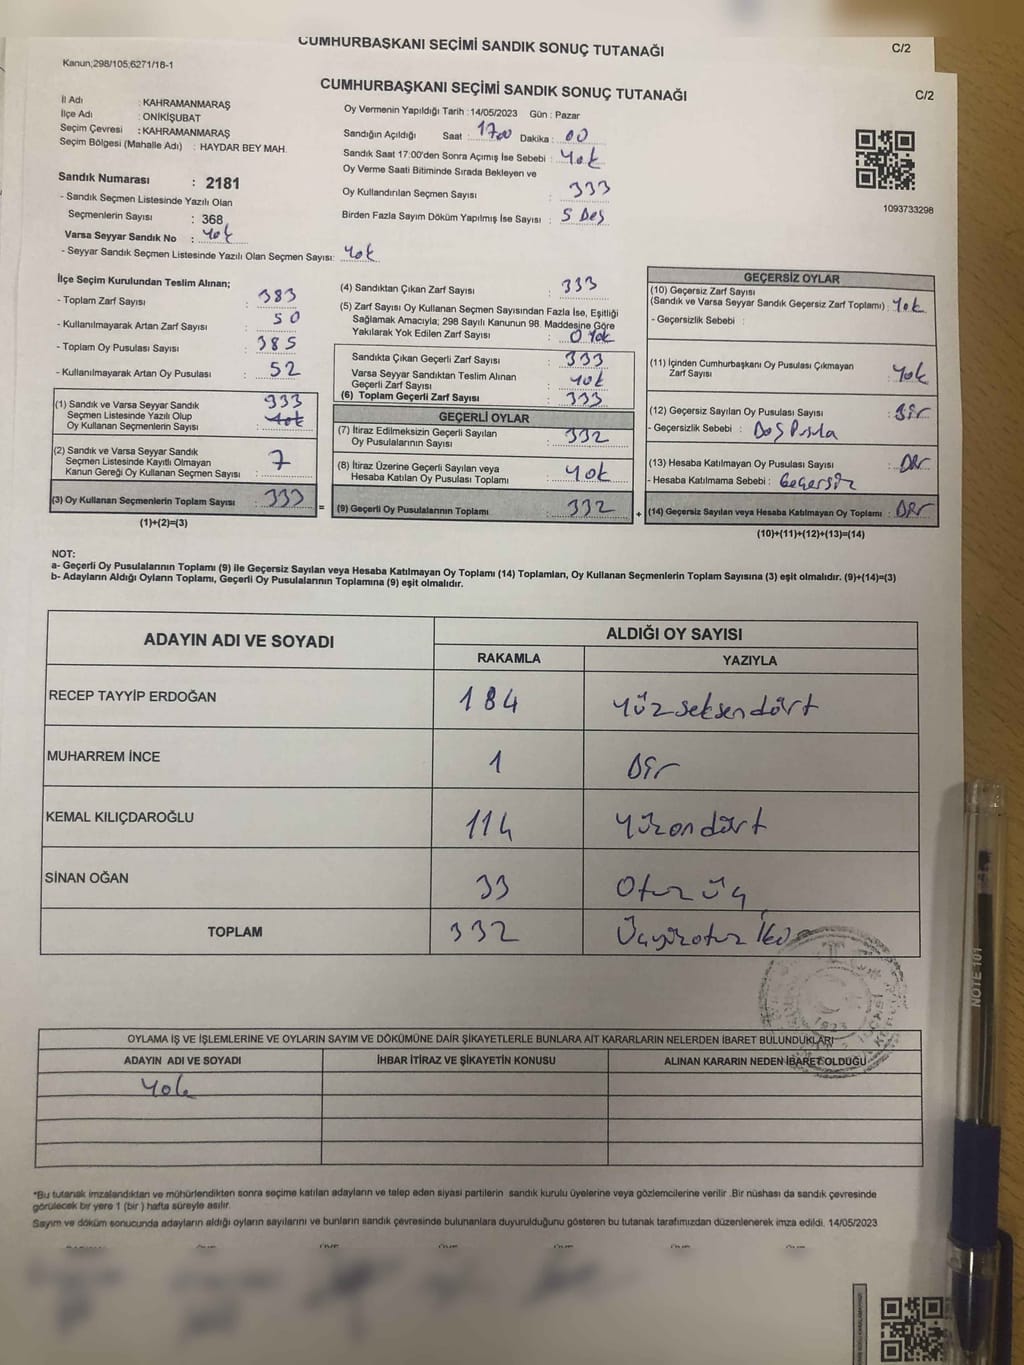 CUMHURBAŞKANI SEÇİMİ SANDIK SONUÇ TUTANAĞI
C/2
Kanun;298/105;6271/18-1
CUMHURBAŞKANI SEÇİMİ SANDIK SONUÇ TUTANAĞI
C/2
İl Adı : KAHRAMANMARAŞ
İlçe Adı : ONİKİŞUBAT
Seçim Çevresi : KAHRAMANMARAŞ
Seçim Bölgesi (Mahalle Adı) : HAYDAR BEY MAH.
Sandık Numarası : 2181
- Sandık Seçmen Listesinde Yazılı Olan
Seçmenlerin Sayısı : 368
Varsa Seyyar Sandık No : Yok
- Seyyar Sandık Seçmen Listesinde Yazılı Olan Seçmen Sayısı: Yok
Oy Vermenin Yapıldığı Tarih :14/05/2023 Gün : Pazar
Sandığın Açıldığı Saat : 1700 Dakika : 00
Sandık Saat 17:00'den Sonra Açımış İse Sebebi : Yok
Oy Verme Saati Bitiminde Sırada Bekleyen ve
Oy Kullandırılan Seçmen Sayısı : 333
Birden Fazla Sayım Döküm Yapılmış İse Sayısı :
1093733298
İlçe Seçim Kurulundan Teslim Alınan;
- Toplam Zarf Sayısı : 383
- Kullanılmayarak Artan Zarf Sayısı : 50
- Toplam Oy Pusulası Sayısı : 385
- Kullanılmayarak Artan Oy Pusulası : 52
(1) Sandık ve Varsa Seyyar Sandık
Seçmen Listesinde Yazılı Olup
Oy Kullanan Seçmenlerin Sayısı : 333 Yok
(2) Sandık ve Varsa Seyyar Sandık
Seçmen Listesinde Kayıtlı Olmayan
Kanun Gereği Oy Kullanan Seçmen Sayısı : 7
(3) Oy Kullanan Seçmenlerin Toplam Sayısı : 333
(1)+(2)=(3)
(4) Sandıktan Çıkan Zarf Sayısı : 333
(5) Zarf Sayısı Oy Kullanan Seçmen Sayısından Fazla İse, Eşitliği
Sağlamak Amacıyla; 298 Sayılı Kanunun 98. Maddesine Göre
Yakılarak Yok Edilen Zarf Sayısı : 0 Yok
Sandıkta Çıkan Geçerli Zarf Sayısı : 333
Varsa Seyyar Sandıktan Teslim Alınan
Geçerli Zarf Sayısı : Yok
(6) Toplam Geçerli Zarf Sayısı : 333
GEÇERLİ OYLAR
(7) İtiraz Edilmeksizin Geçerli Sayılan
Oy Pusulalarının Sayısı : 332
(8) İtiraz Üzerine Geçerli Sayılan veya
Hesaba Katılan Oy Pusulası Toplamı : Yok
= (9) Geçerli Oy Pusulalarının Toplamı : 332
GEÇERSİZ OYLAR
(10) Geçersiz Zarf Sayısı
(Sandık ve Varsa Seyyar Sandık Geçersiz Zarf Toplamı) : Yok
- Geçersizlik Sebebi :
(11) İçinden Cumhurbaşkanı Oy Pusulası Çıkmayan
Zarf Sayısı : Yok
(12) Geçersiz Sayılan Oy Pusulası Sayısı : Bir
- Geçersizlik Sebebi :
(13) Hesaba Katılmayan Oy Pusulası Sayısı : Bir
- Hesaba Katılmama Sebebi : Geçersiz
+ (14) Geçersiz Sayılan veya Hesaba Katılmayan Oy Toplamı : Bir
(10)+(11)+(12)+(13)=(14)
NOT:
a- Geçerli Oy Pusulasının Toplamı (9) ile Geçersiz Sayılan veya Hesaba Katılmayan Oy Toplamı (14) Toplamları, Oy Kullanan Seçmenlerin Toplam Sayısına (3) eşit olmalıdır. (9)+(14)=(3)
b- Adayların Aldığı Oyların Toplamı, Geçerli Oy Pusulalarının Toplamına (9) eşit olmalıdır.
ADAYIN ADI VE SOYADI
ALDIĞI OY SAYISI
RAKAMLA YAZIYLA
RECEP TAYYİP ERDOĞAN 184 Yüzseksendört
MUHARREM İNCE 1 Bir
KEMAL KILIÇDAROĞLU 114 Yüzondört
SİNAN OĞAN 33 Otuz üç
TOPLAM 332 Üçyüzotuz İki
OYLAMA İŞ VE İŞLEMLERİNE VE OYLARIN SAYIM VE DÖKÜMÜNE DAİR ŞİKAYETLERLE BUNLARA AİT KARARLARIN NELERDEN İBARET BULUNDUKLARI
ADAYIN ADI VE SOYADI İHBAR İTİRAZ VE ŞİKAYETİN KONUSU ALINAN KARARIN NEDEN İBARET OLDUĞU
Yok
*Bu tutanak imzalandıktan ve mühürlendikten sonra seçime katılan adayların ve talep eden siyasi partilerin sandık kurulu üyelerine veya gözlemcilerine verilir .Bir nüshası da sandık çevresinde
görülecek bir yere 1 (bir ) hafta süreyle asılır.
Sayım ve döküm sonucunda adayların aldığı oyların sayılarını ve bunların sandık çevresinde bulunanlara duyurulduğunu gösteren bu tutanak tarafımızdan düzenlenerek imza edildi. 14/05/2023
NOTE 101